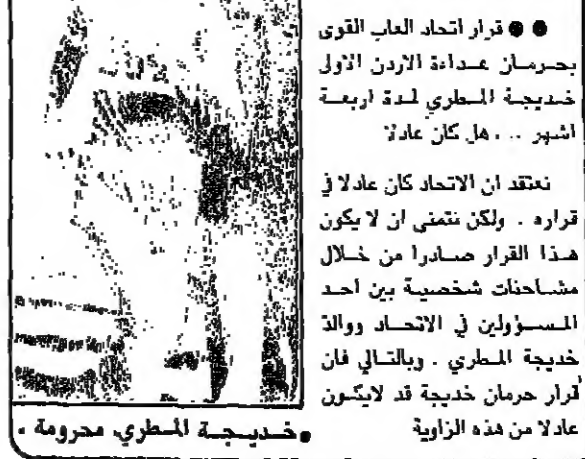 ●● قرار اتحاد العاب القوى
بحرمان عداءة الاردن الاولى
خديجة المطري لمدة اربعة
اشهر ... هل كان عادلا
نعتقد ان الاتحاد كان عادلا في
قراره . ولكن نتمنى ان لا يكون
هذا القرار صادرا من خلال
مشاحنات شخصية بين احد
المسؤولين في الاتحاد ووالد
خديجة المطري . وبالتالي فان
قرار حرمان خديجة قد لايكون
عادلا من هذه الزاوية
●خديجة المطري، محرومة .